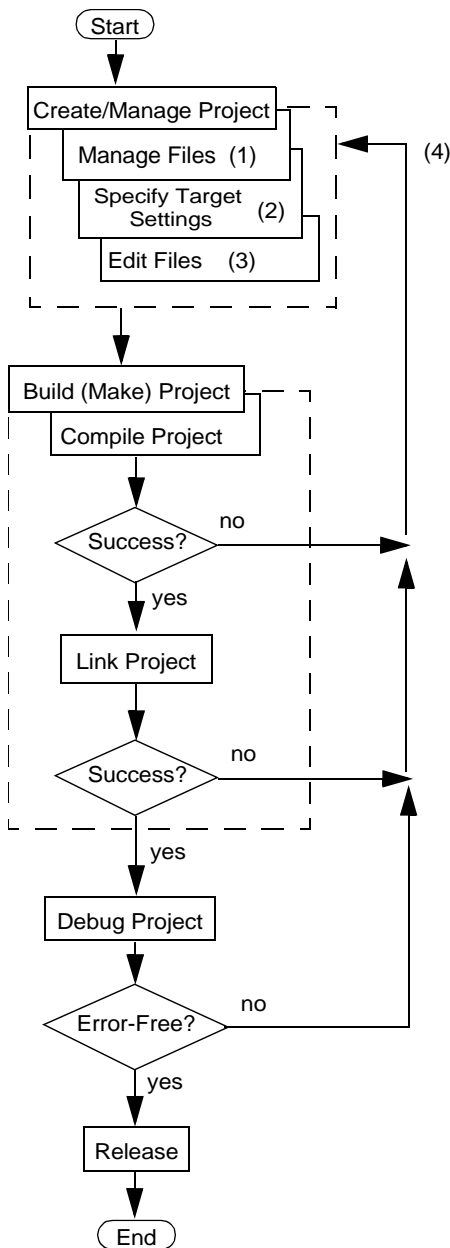 Start
Create/Manage Project
(4)
Manage Files (1)
Specify Target
Settings (2)
Edit Files (3)
Build (Make) Project
Compile Project
no
Success?
yes
Link Project
no
Success?
yes
Debug Project
no
Error-Free?
yes
Release
End